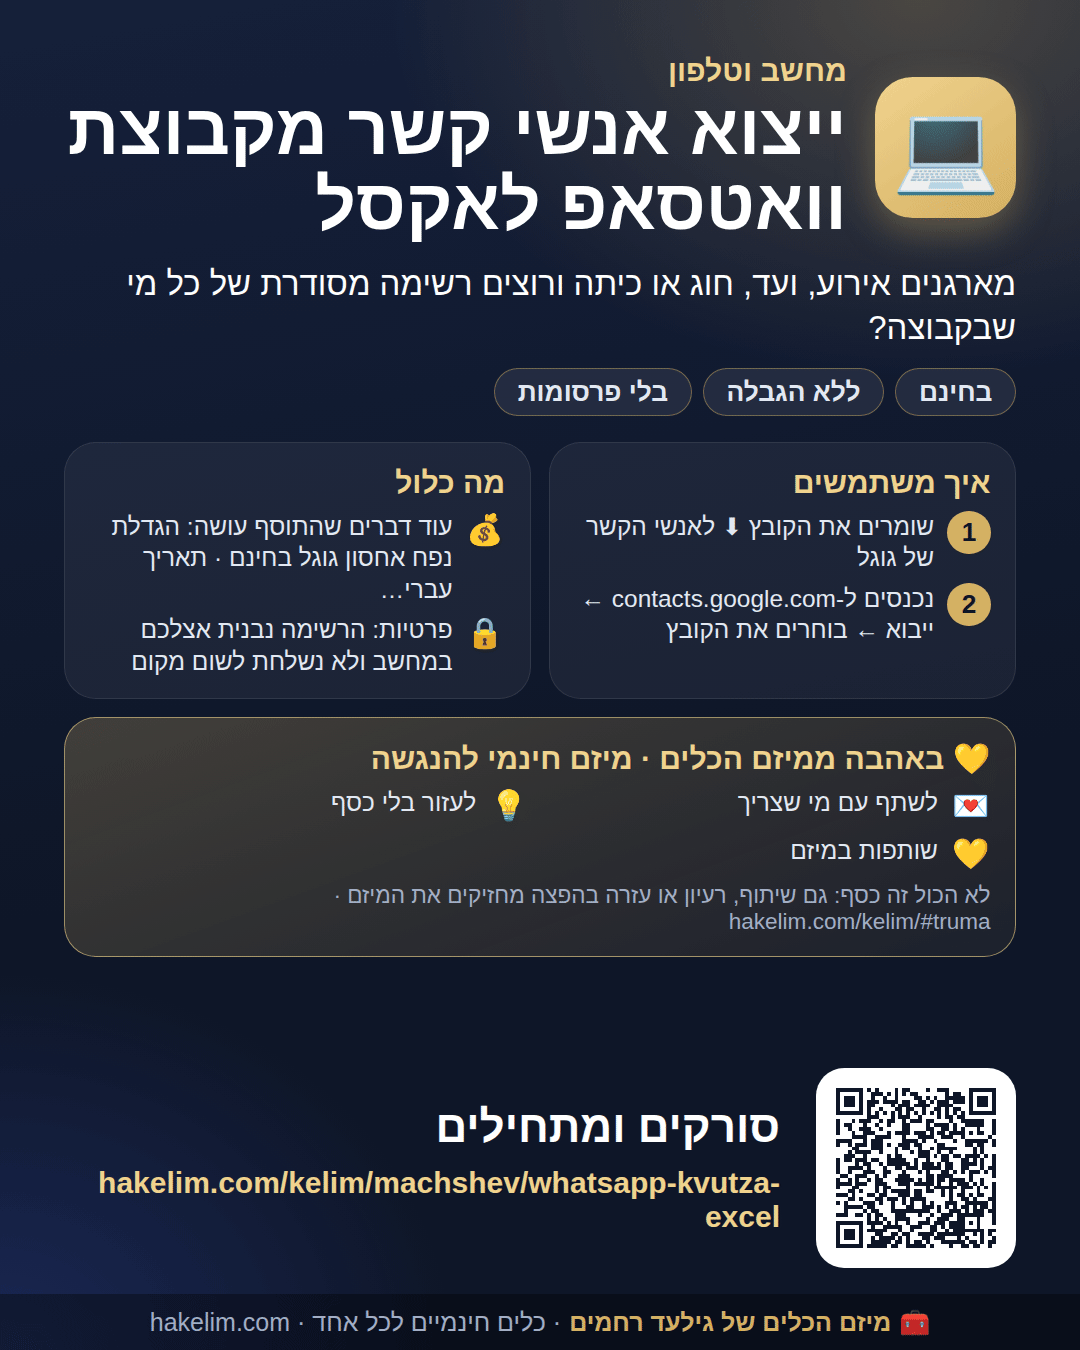 מחשב וטלפון
ייצוא אנשי קשר מקבוצת
וואטסאפ לאקסל
מארגנים אירוע, ועד, חוג או כיתה ורוצים רשימה מסודרת של כל מי
שבקבוצה?
בחינם
ללא הגבלה
בלי פרסומות
איך משתמשים
1 שומרים את הקובץ ⬇ לאנשי הקשר
של גוגל
2 נכנסים ל-contacts.google.com ←
ייבוא ← בוחרים את הקובץ
מה כלול
💰 עוד דברים שהתוסף עושה: הגדלת
נפח אחסון גוגל בחינם · תאריך
עברי…
🔒 פרטיות: הרשימה נבנית אצלכם
במחשב ולא נשלחת לשום מקום
💛 באהבה ממיזם הכלים · מיזם חינמי להנגשה
💌 לשתף עם מי שצריך
💡 לעזור בלי כסף
💛 שותפות במיזם
לא הכול זה כסף: גם שיתוף, רעיון או עזרה בהפצה מחזיקים את המיזם ·
hakelim.com/kelim/#truma
סורקים ומתחילים
hakelim.com/kelim/machshev/whatsapp-kvutza-
excel
🧰 מיזם הכלים של גילעד רחמים · כלים חינמיים לכל אחד · hakelim.com